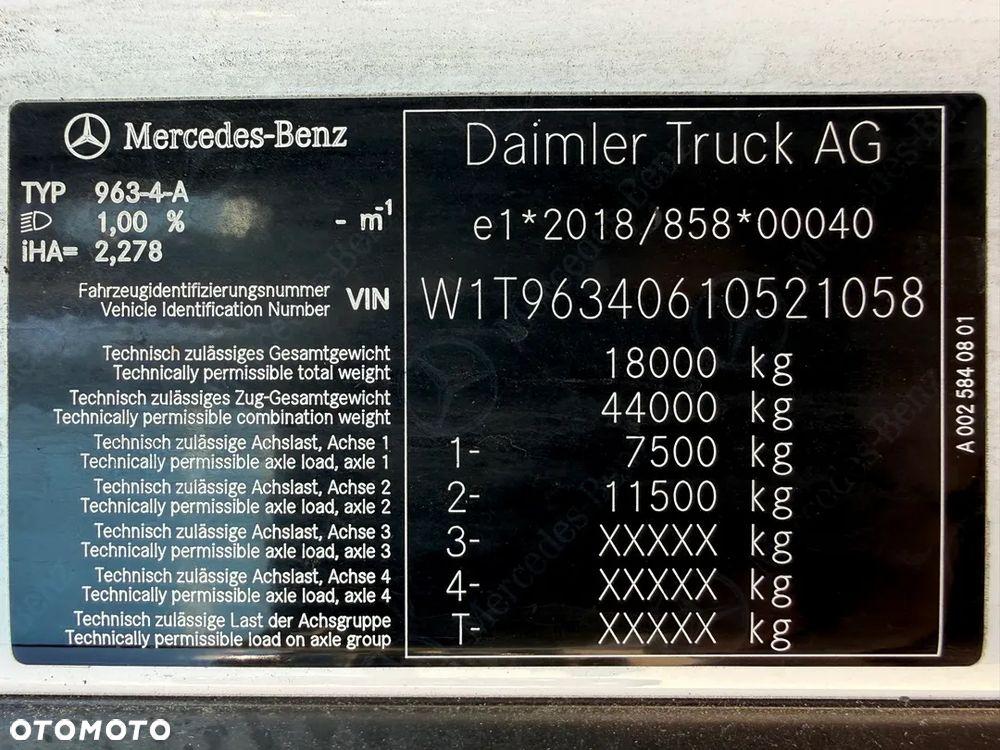 Mercedes-Benz
Daimler Truck AG
TYP 963-4-A
1,00 % - m-1
e1*2018/858*00040
iHA= 2,278
Fahrzeugidentifizierungsnummer
Vehicle Identification Number
VIN W1T96340610521058
Technisch zulässiges Gesamtgewicht
Technically permissible total weight
18000 kg
Technisch zulässiges Zug-Gesamtgewicht
Technically permissible combination weight
44000 kg
Technisch zulässige Achslast, Achse 1
Technically permissible axle load, axle 1
1- 7500 kg
Technisch zulässige Achslast, Achse 2
Technically permissible axle load, axle 2
2- 11500 kg
Technisch zulässige Achslast, Achse 3
Technically permissible axle load, axle 3
3- XXXXX kg
Technisch zulässige Achslast, Achse 4
Technically permissible axle load, axle 4
4- XXXXX kg
Technisch zulässige Last der Achsgruppe
Technically permissible load on axle group
T- XXXXX kg
A 002 584 08 01
OTOMOTO